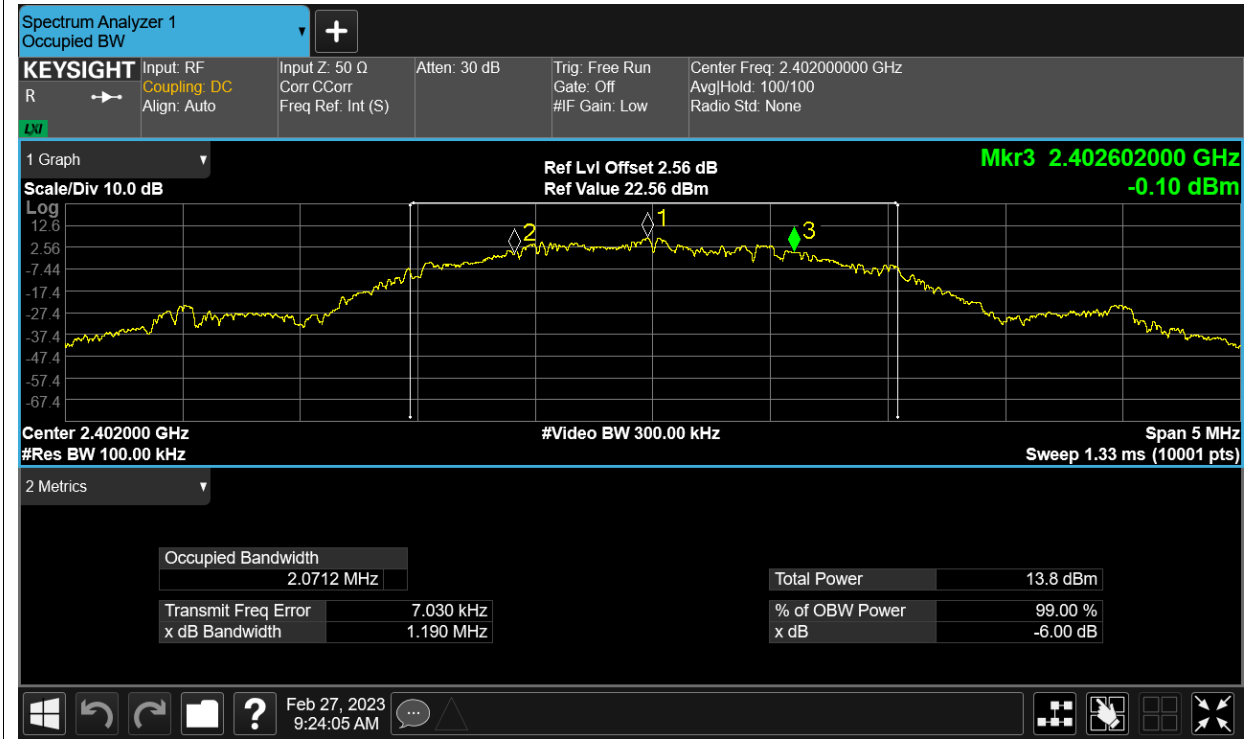 Spectrum Analyzer 1
Occupied BW
KEYSIGHT
R
LXI
Input: RF
Coupling: DC
Align: Auto
Input Z: 50 Ω
Corr CCorr
Freq Ref: Int (S)
Atten: 30 dB
Trig: Free Run
Gate: Off
#IF Gain: Low
Center Freq: 2.402000000 GHz
Avg|Hold: 100/100
Radio Std: None
1 Graph
Scale/Div 10.0 dB
Ref Lvl Offset 2.56 dB
Ref Value 22.56 dBm
Mkr3 2.402602000 GHz
-0.10 dBm
Log
12.6
2.56
-7.44
-17.4
-27.4
-37.4
-47.4
-57.4
-67.4
2
1
3
Center 2.402000 GHz
#Res BW 100.00 kHz
#Video BW 300.00 kHz
Span 5 MHz
Sweep 1.33 ms (10001 pts)
2 Metrics
Occupied Bandwidth
2.0712 MHz
Transmit Freq Error 7.030 kHz
x dB Bandwidth 1.190 MHz
Total Power 13.8 dBm
% of OBW Power 99.00 %
x dB -6.00 dB
?
Feb 27, 2023
9:24:05 AM